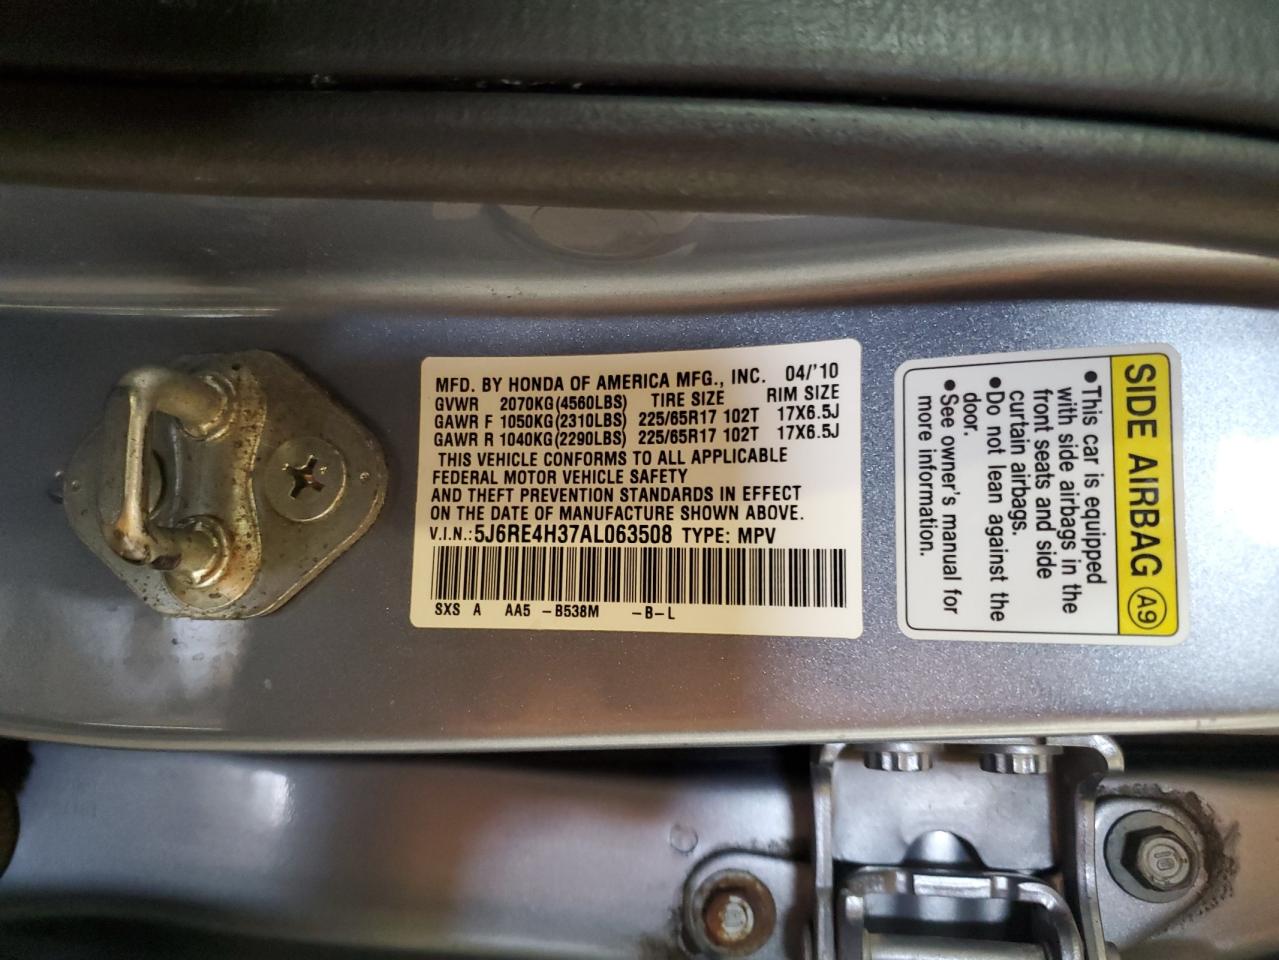 MFD. BY HONDA OF AMERICA MFG., INC. 04/'10
GVWR 2070KG(4560LBS) TIRE SIZE RIM SIZE
GAWR F 1050KG(2310LBS) 225/65R17 102T 17X6.5J
GAWR R 1040KG(2290LBS) 225/65R17 102T 17X6.5J
THIS VEHICLE CONFORMS TO ALL APPLICABLE
FEDERAL MOTOR VEHICLE SAFETY
AND THEFT PREVENTION STANDARDS IN EFFECT
ON THE DATE OF MANUFACTURE SHOWN ABOVE.
V.I.N.: 5J6RE4H37AL063508 TYPE: MPV
SXS A AA5 -B538M -B-L
SIDE AIRBAG A9
•This car is equipped
with side airbags in the
front seats and side
curtain airbags.
•Do not lean against the
door.
•See owner's manual for
more information.